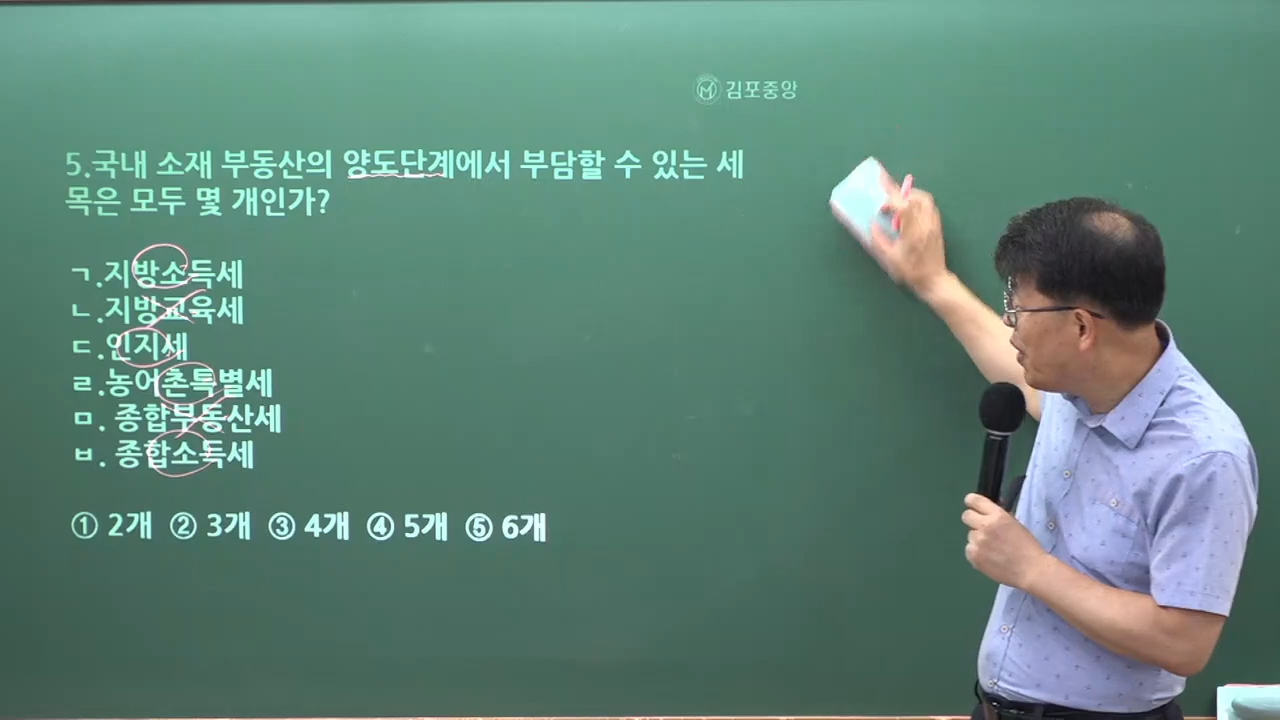 김포중앙
5.국내 소재 부동산의 양도단계에서 부담할 수 있는 세
목은 모두 몇 개인가?
ㄱ.지방소득세
ㄴ.지방교육세
ㄷ.인지세
ㄹ.농어촌특별세
ㅁ. 종합부동산세
ㅂ. 종합소득세
① 2개 ② 3개 ③ 4개 ④ 5개 ⑤ 6개